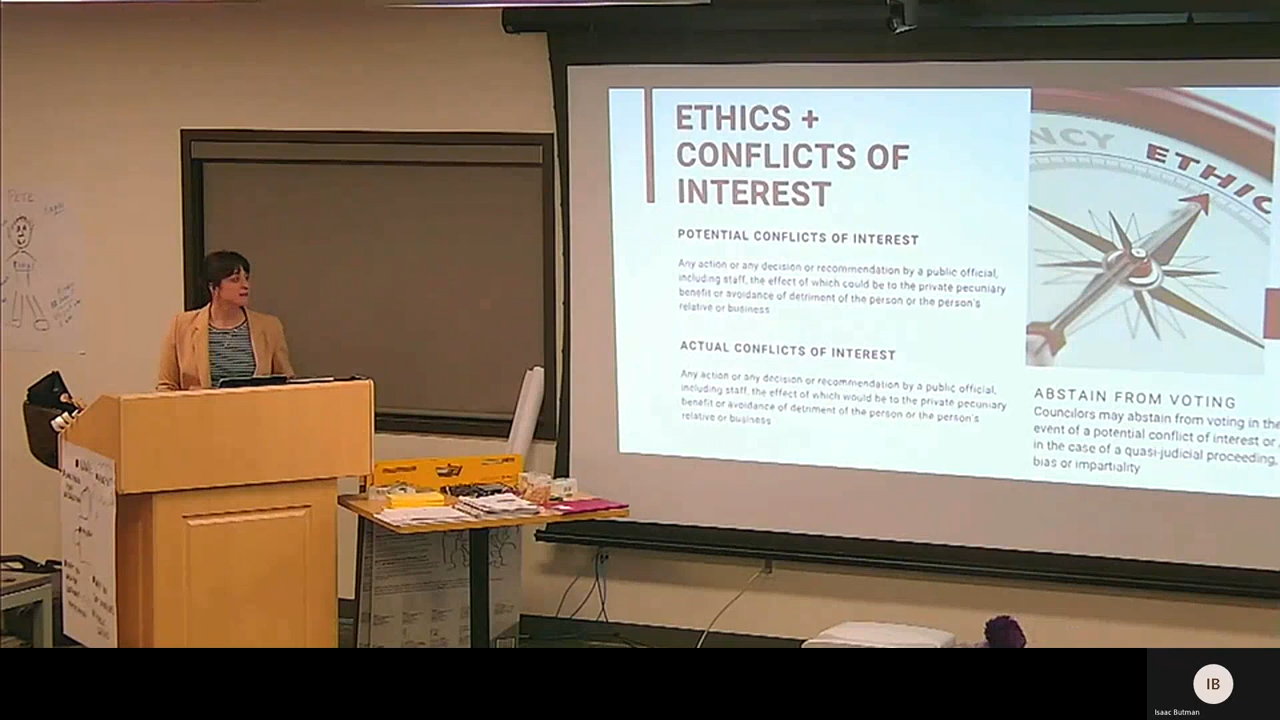 PETE
ETHICS +
CONFLICTS OF
INTEREST
POTENTIAL CONFLICTS OF INTEREST
Any action or any decision or recommendation by a public official,
including staff, the effect of which could be to the private pecuniary
benefit or avoidance of detriment of the person or the person's
relative or business
ACTUAL CONFLICTS OF INTEREST
Any action or any decision or recommendation by a public official,
including staff, the effect of which would be to the private pecuniary
benefit or avoidance of detriment of the person or the person's
relative or business
NCY
ETHIC
ABSTAIN FROM VOTING
Councilors may abstain from voting in the
event of a potential conflict of interest or
in the case of a quasi-judicial proceeding,
bias or impartiality
IB
Isaac Butman